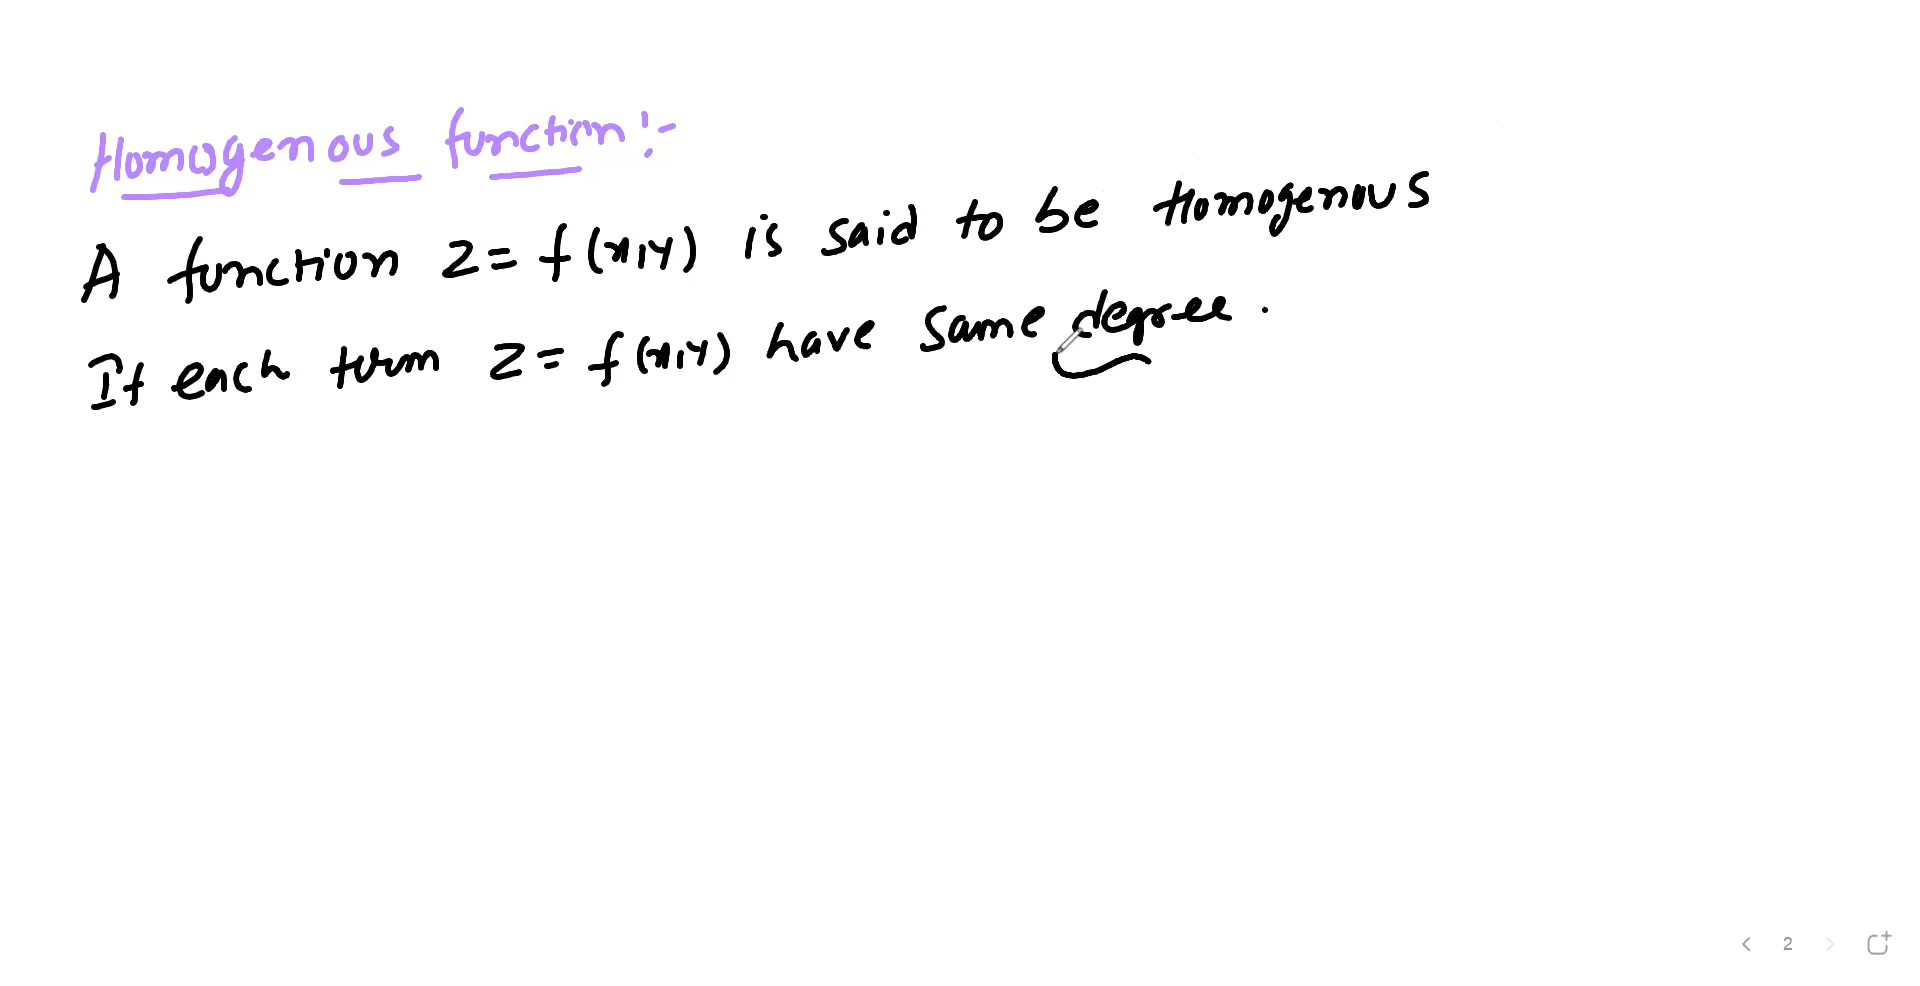 Homogenous function:-
A function z = f(x,y) is said to be Homogenous
If each term z = f(x,y) have same degree.
2